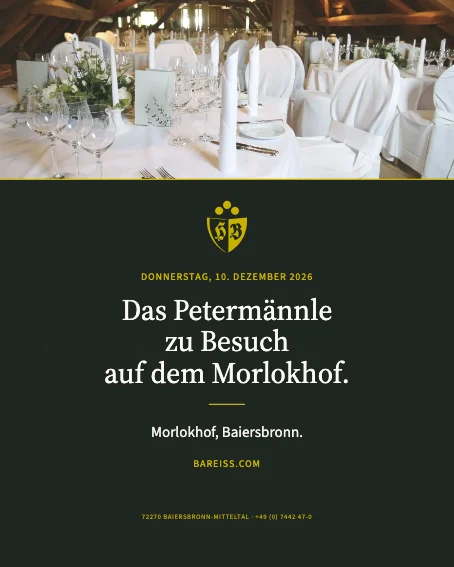 HB
DONNERSTAG, 10. DEZEMBER 2026
Das Petermännle
zu Besuch
auf dem Morlokhof.
Morlokhof, Baiersbronn.
BAREISS.COM
72270 BAIERSBRONN-MITTELTAL · +49 (0) 7442 47-0